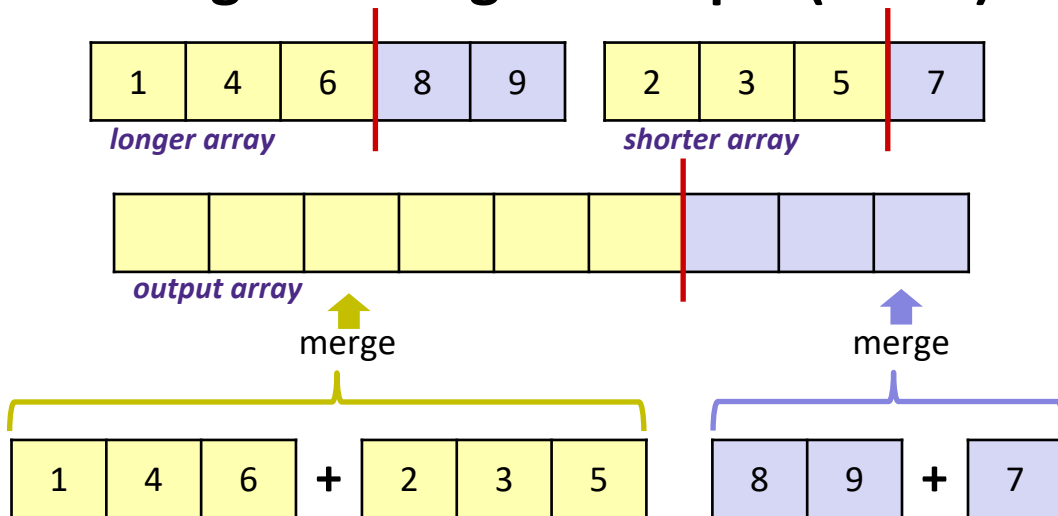 1 4 6 8 9 2 3 5 7
longer array shorter array
output array
merge merge
1 4 6 + 2 3 5 8 9 + 7